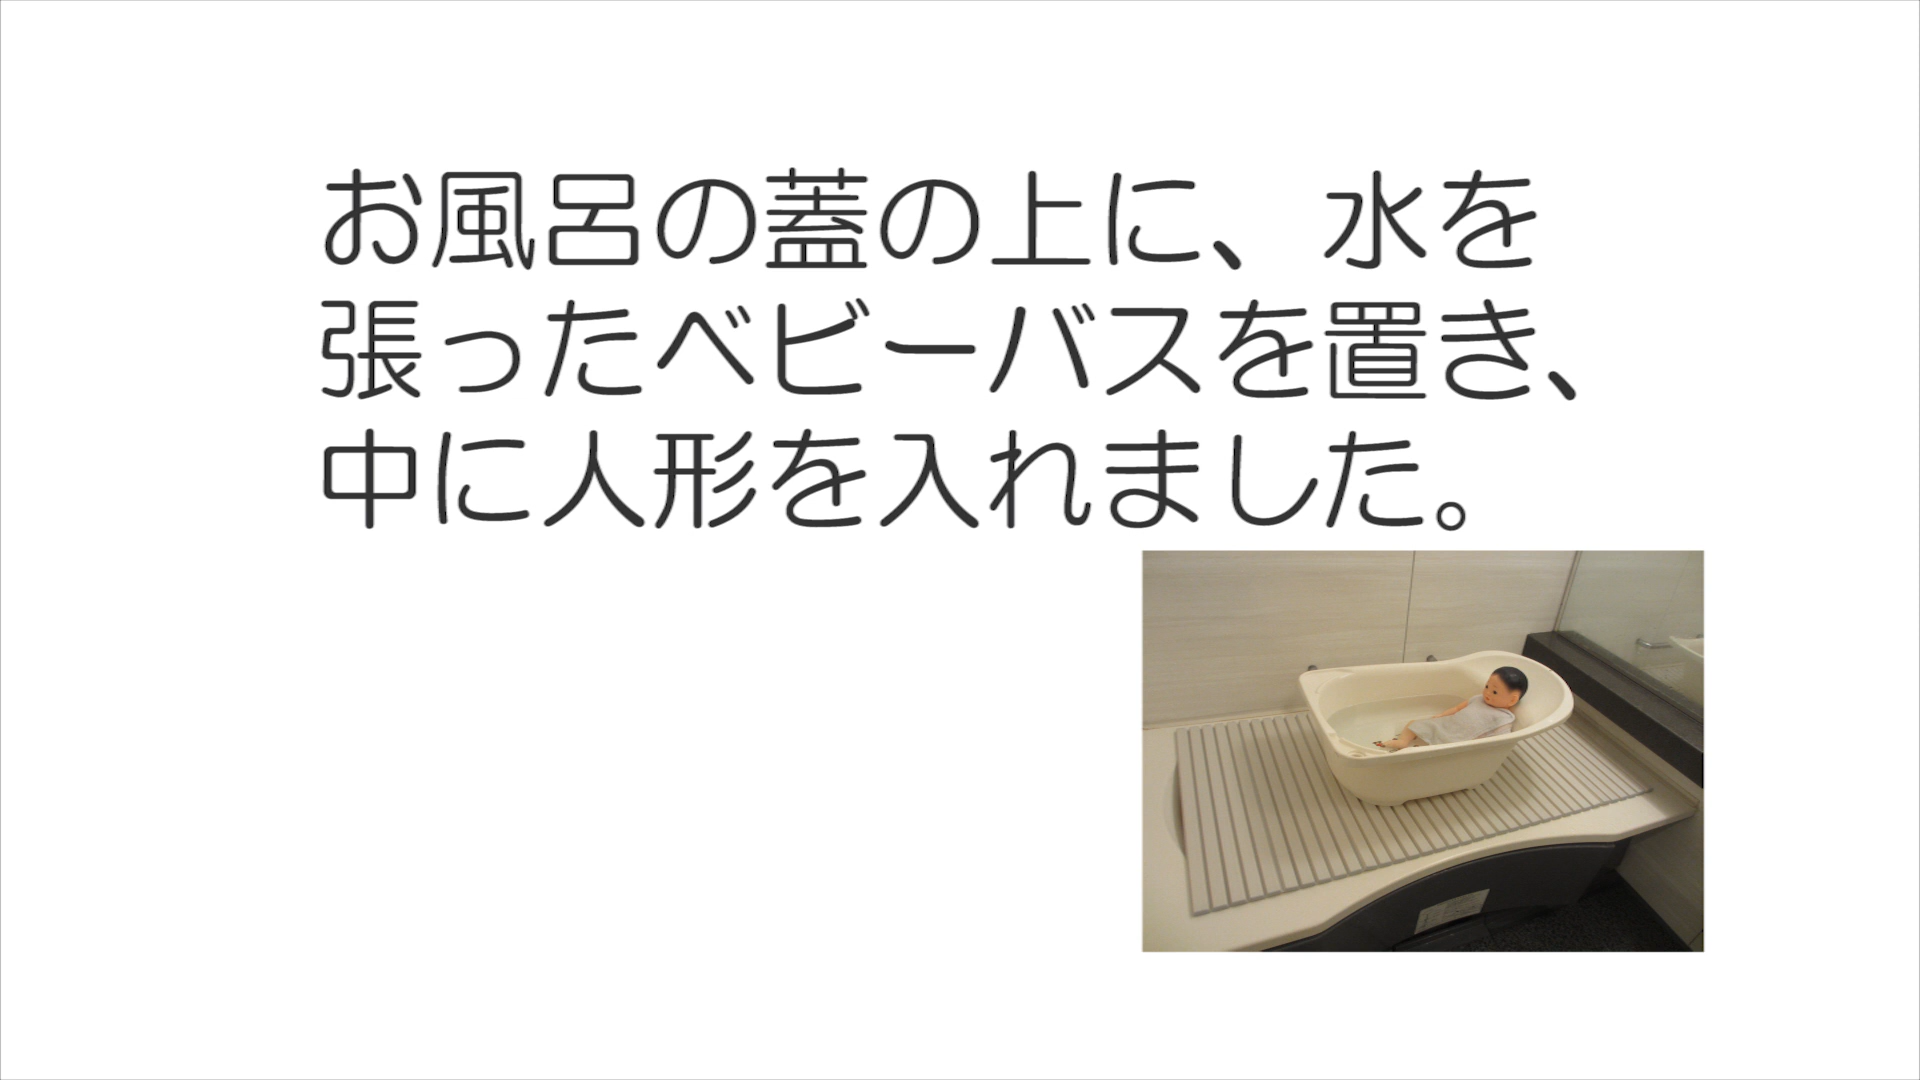 お風呂の蓋の上に、水を
張ったベビーバスを置き、
中に人形を入れました。